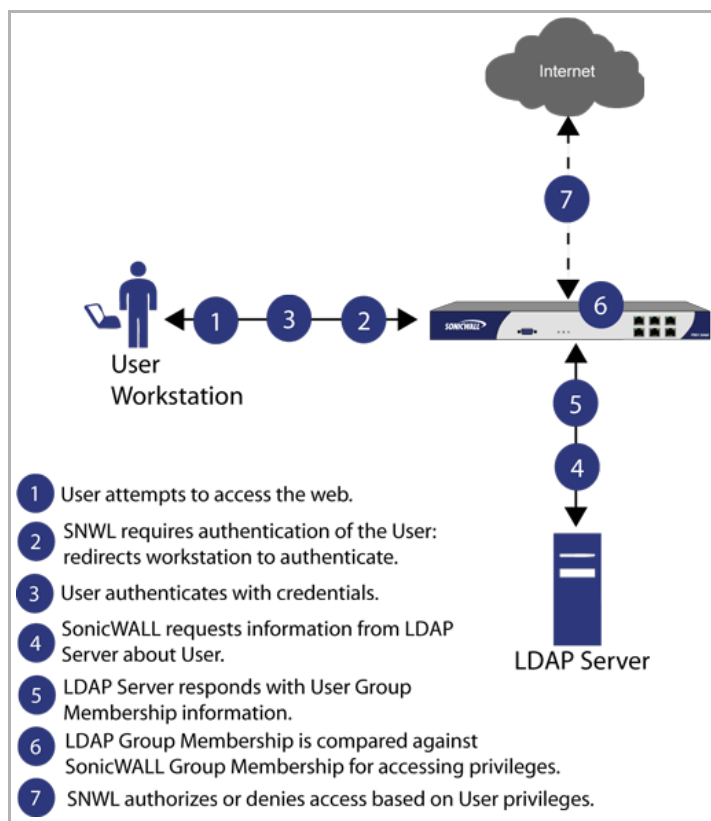 Internet
7
6
SONICWALL
1
3
2
User
Workstation
5
4
LDAP Server
1 User attempts to access the web.
2 SNWL requires authentication of the User:
redirects workstation to authenticate.
3 User authenticates with credentials.
4 SonicWALL requests information from LDAP
Server about User.
5 LDAP Server responds with User Group
Membership information.
6 LDAP Group Membership is compared against
SonicWALL Group Membership for accessing privileges.
7 SNWL authorizes or denies access based on User privileges.